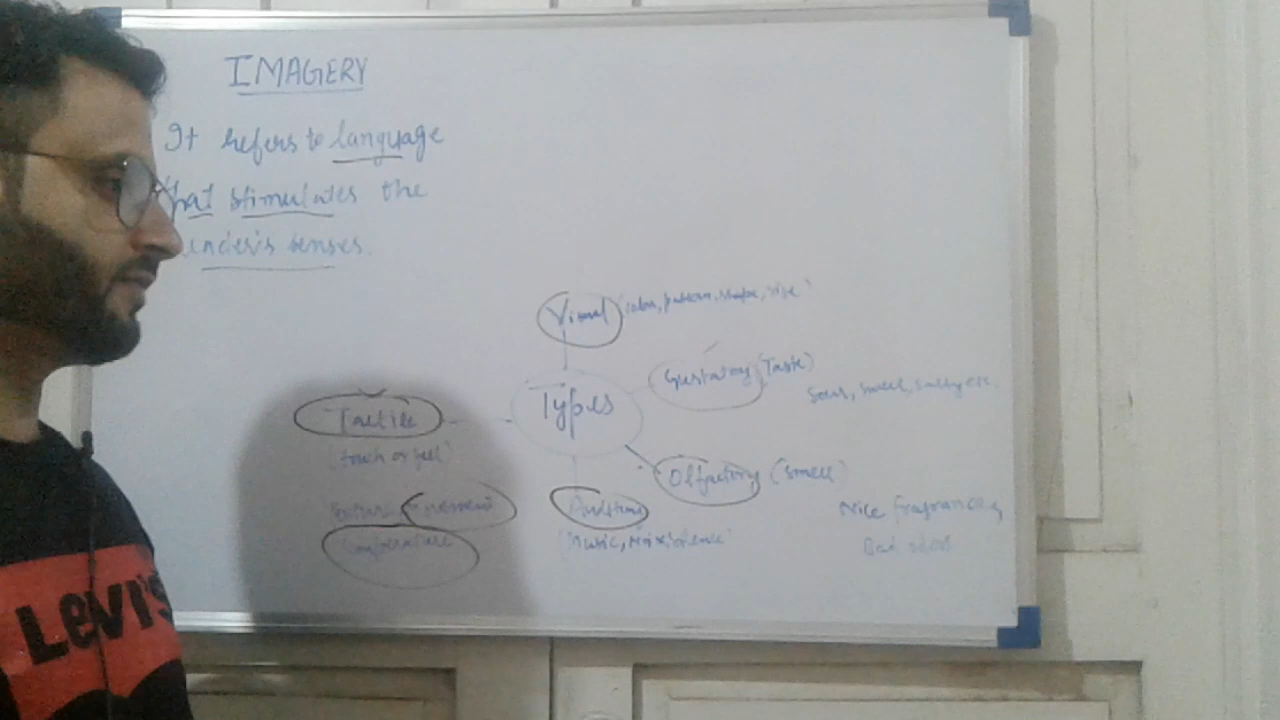 IMAGERY
It refers to language
that stimulates the
senses.
Visual (color, pattern, shape, size)
Gustatory (Taste)
Types
Sour, sweet, salty etc.
Tactile
(touch or feel)
Olfactory (smell)
movement
Auditory
Nice fragrance,
temperature
(Music, Noise, silence)
Bad odor
LEVI'S